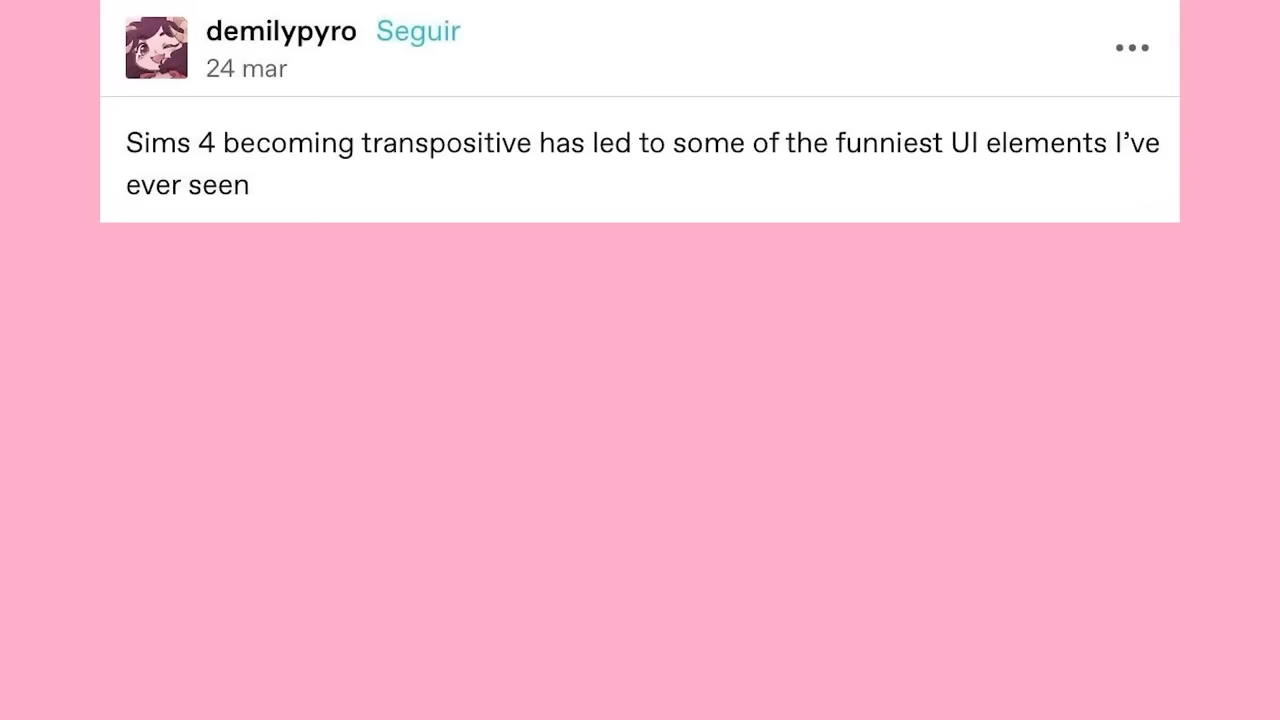 demilypyro Seguir
24 mar
Sims 4 becoming transpositive has led to some of the funniest UI elements I’ve
ever seen